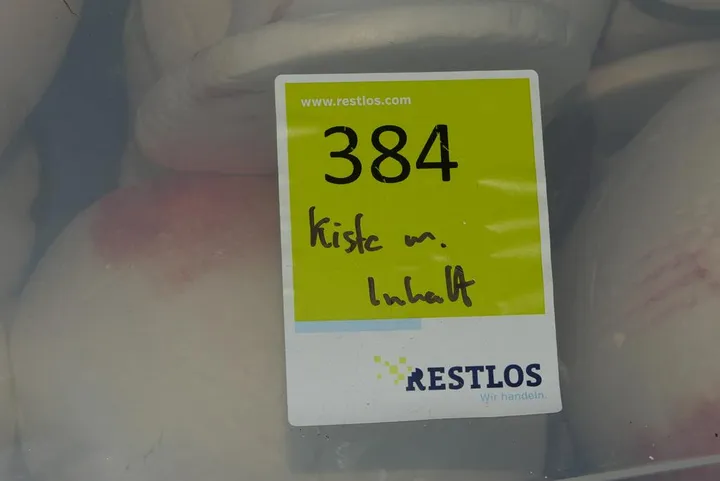 www.restlos.com
384
Kiste m.
Inhalt
RESTLOS
Wir handeln.